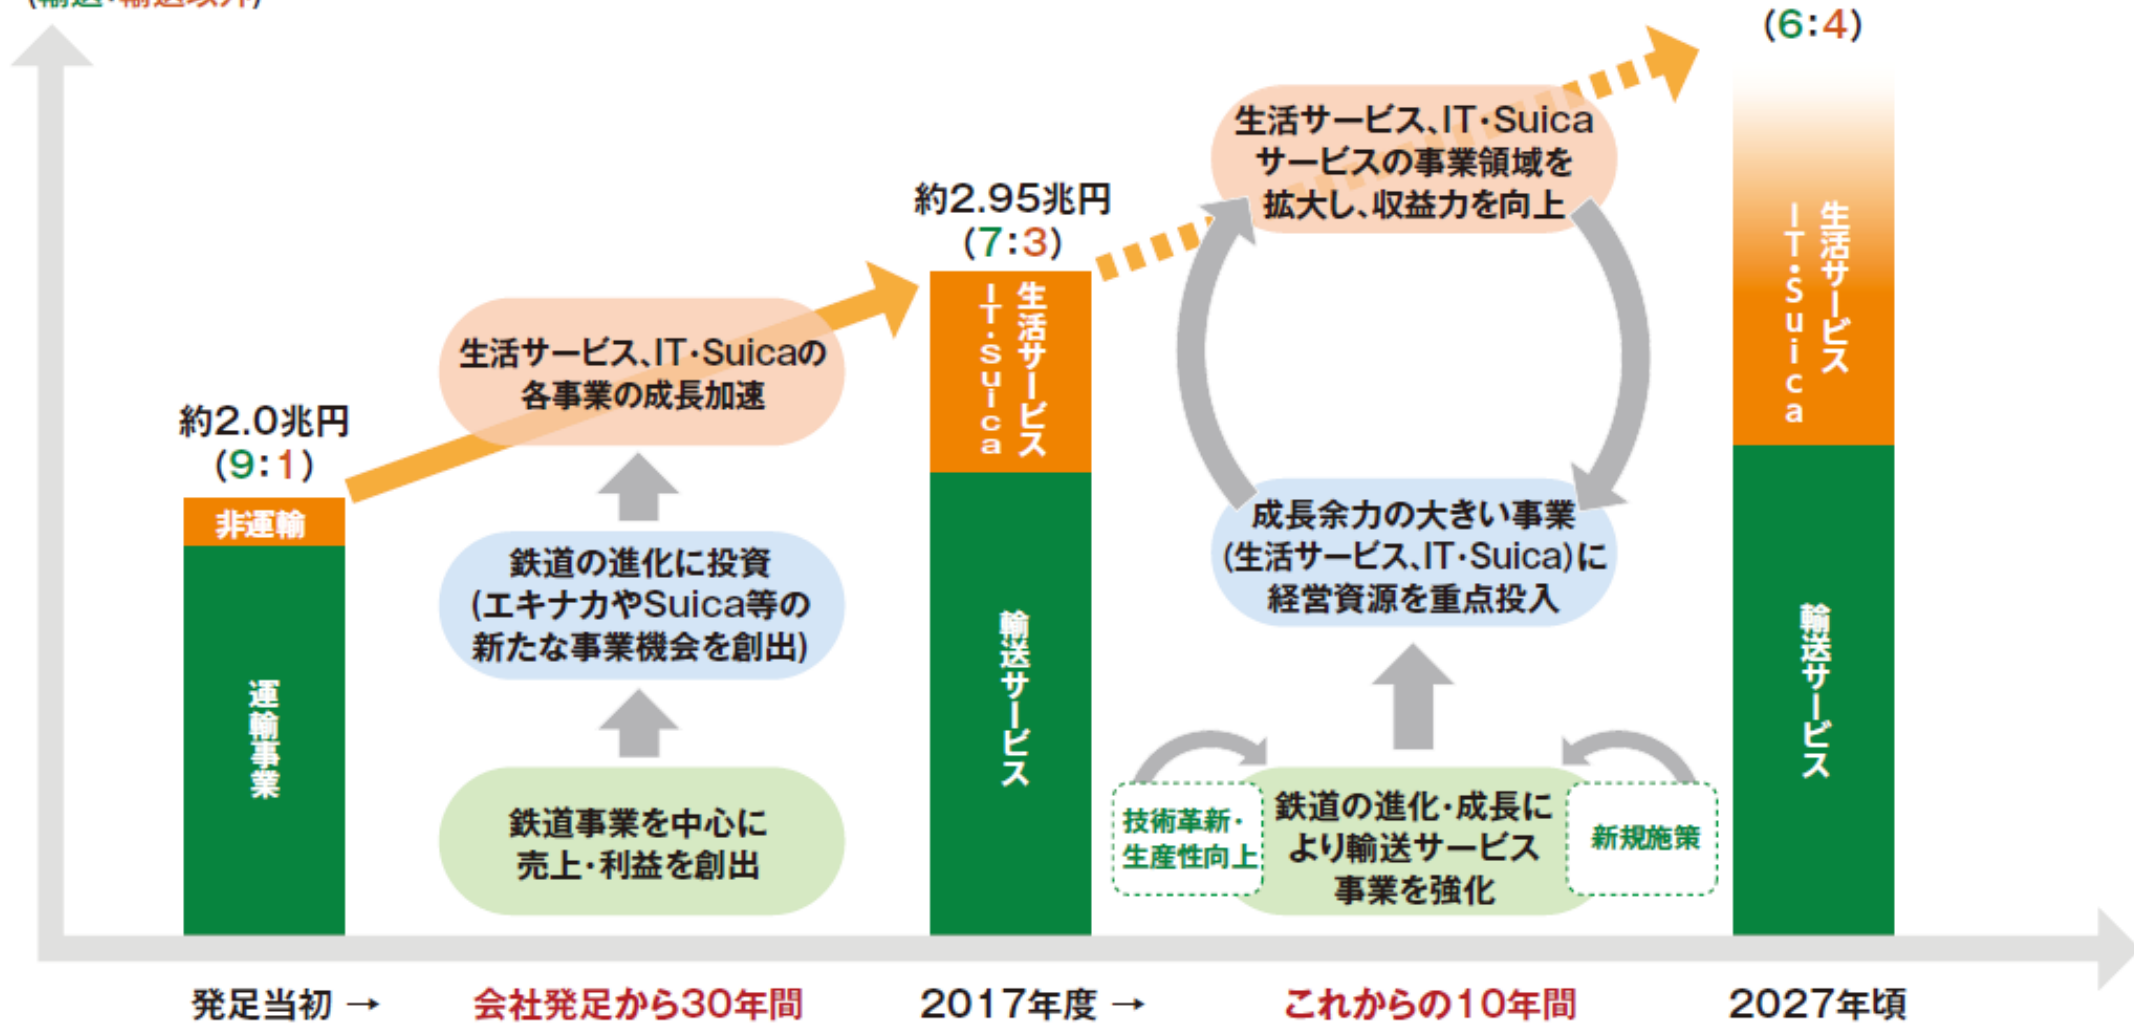 (輸送:輸送以外)
(6:4)
生活サービス、IT・Suica
サービスの事業領域を
拡大し、収益力を向上
約2.95兆円
(7:3)
生活サービス
IT・Suica
生活サービス
IT・Suica
生活サービス、IT・Suicaの
各事業の成長加速
約2.0兆円
(9:1)
非運輸
成長余力の大きい事業
(生活サービス、IT・Suica)に
経営資源を重点投入
鉄道の進化に投資
(エキナカやSuica等の
新たな事業機会を創出)
運輸事業
輸送サービス
輸送サービス
鉄道事業を中心に
売上・利益を創出
技術革新・
生産性向上
鉄道の進化・成長に
より輸送サービス
事業を強化
新規施策
発足当初 →
会社発足から30年間
2017年度 →
これからの10年間
2027年頃